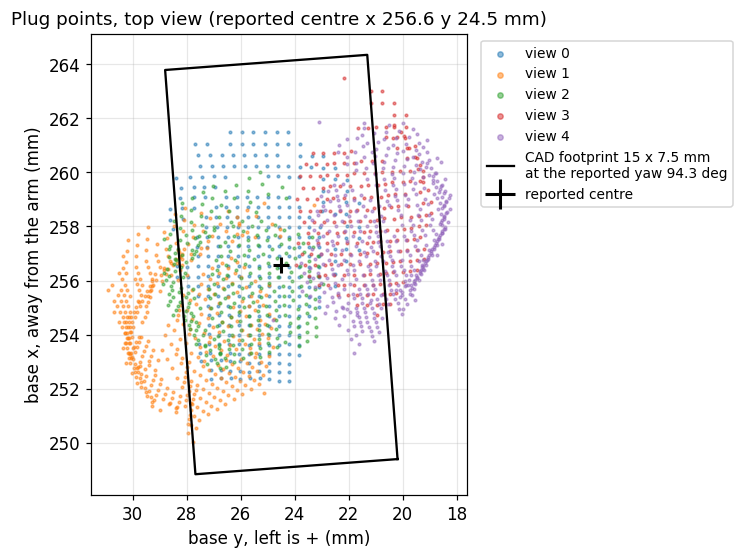 Plug points, top view (reported centre x 256.6 y 24.5 mm)
264
262
260
258
256
254
252
250
base x, away from the arm (mm)
30
28
26
24
22
20
18
base y, left is + (mm)
view 0
view 1
view 2
view 3
view 4
CAD footprint 15 x 7.5 mm
at the reported yaw 94.3 deg
reported centre